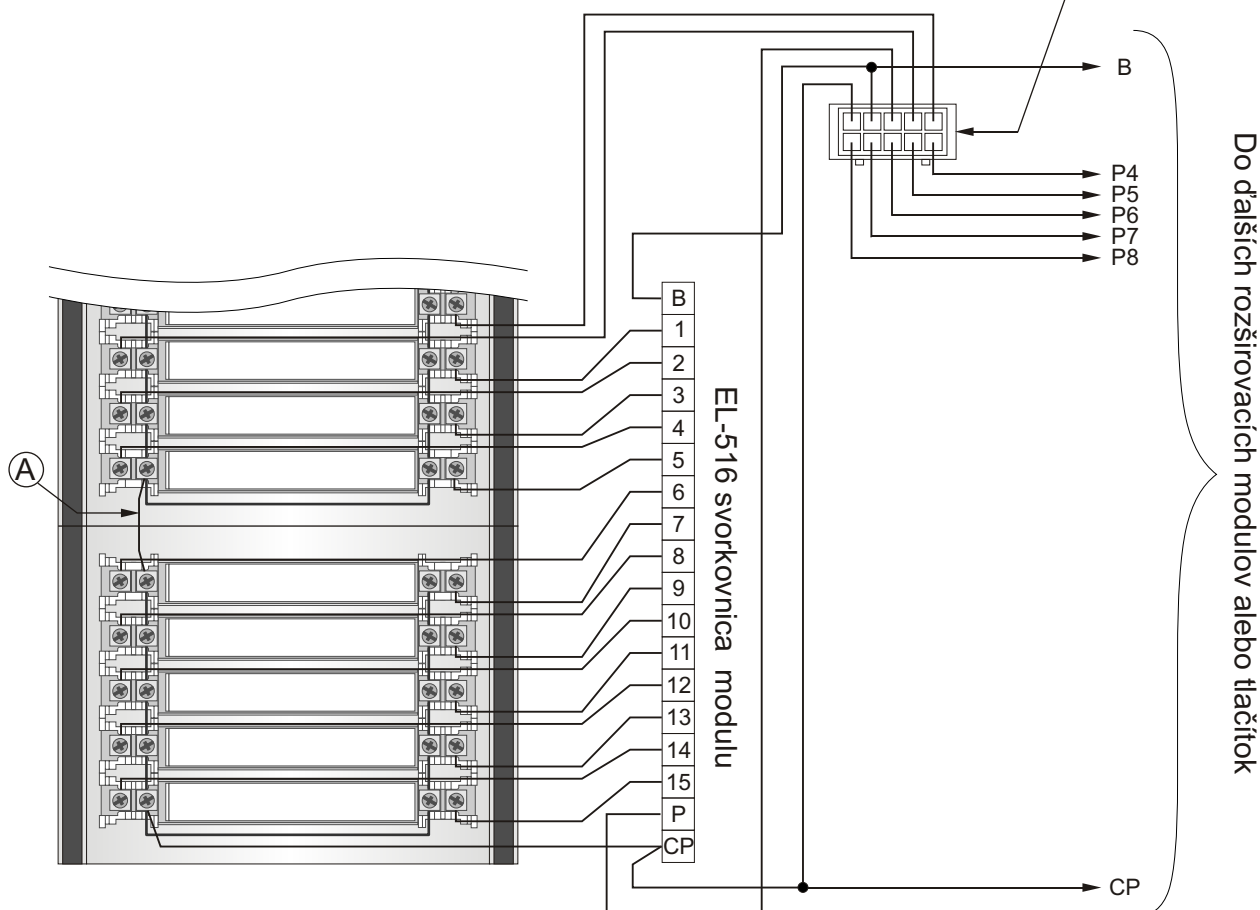 B
P4
P5
P6
P7
P8
B
1
2
3
4
5
6
7
8
9
10
11
12
13
14
15
P
CP
EL-516 svorkovnica modulu
A
CP
Do ďalších rozširovacích modulov alebo tlačítok